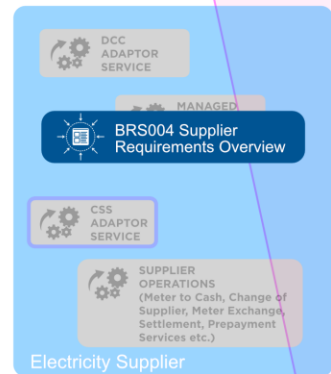 DCC
ADAPTOR
SERVICE
MANAGED
BRS004 Supplier
Requirements Overview
CSS
ADAPTOR
SERVICE
SUPPLIER
OPERATIONS
(Meter to Cash, Change of
Supplier, Meter Exchange,
Settlement, Prepayment
Services etc.)
Electricity Supplier